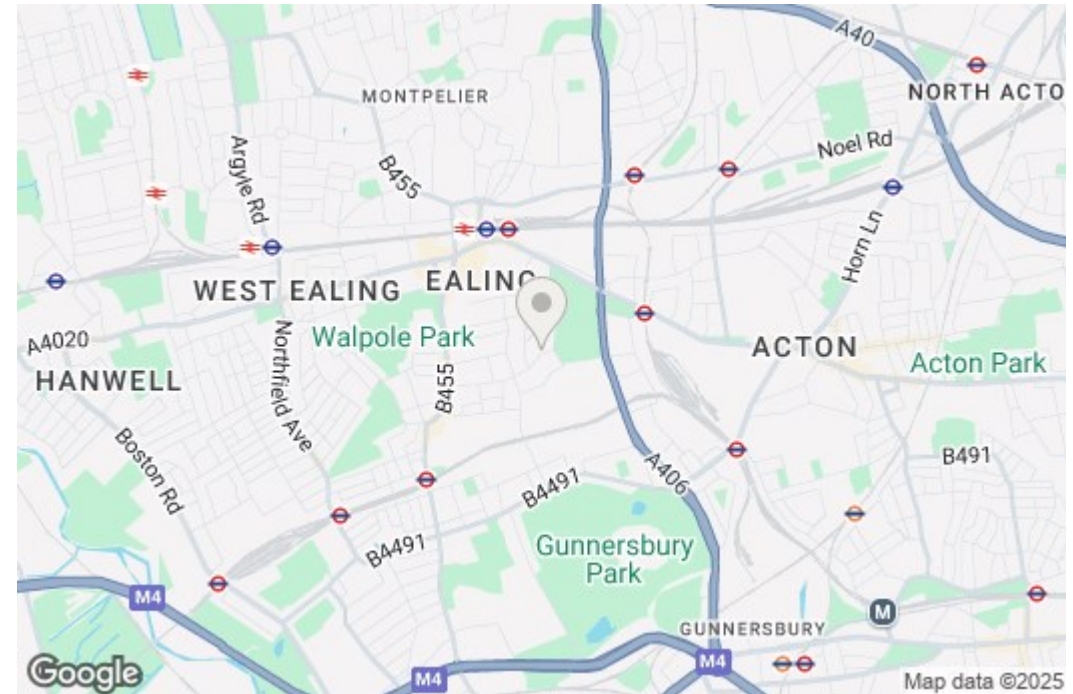 A40
NORTH ACTO
MONTPELIER
Argyle Rd
B455
Noel Rd
Horn Ln
WEST EALING
EALING
A4020
Walpole Park
ACTON
Acton Park
HANWELL
Northfield Ave
B455
Boston Rd
B491
A406
B4491
B4491
Gunnersbury
Park
M4
M
GUNNERSBURY
M4
M4
Google
Map data ©2025